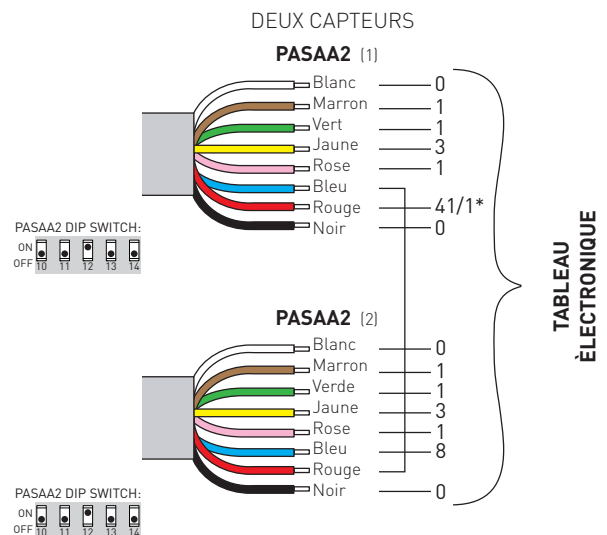 DEUX CAPTEURS
PASAA2 (1)
Blanc 0
Marron 1
Vert 1
Jaune 3
Rose 1
Bleu
Rouge 41/1*
Noir 0
PASAA2 DIP SWITCH:
ON
OFF
10 11 12 13 14
TABLEAU
ÈLECTRONIQUE
PASAA2 (2)
Blanc 0
Marron 1
Verde 1
Jaune 3
Rose 1
Bleu 8
Rouge
Noir 0
PASAA2 DIP SWITCH:
ON
OFF
10 11 12 13 14